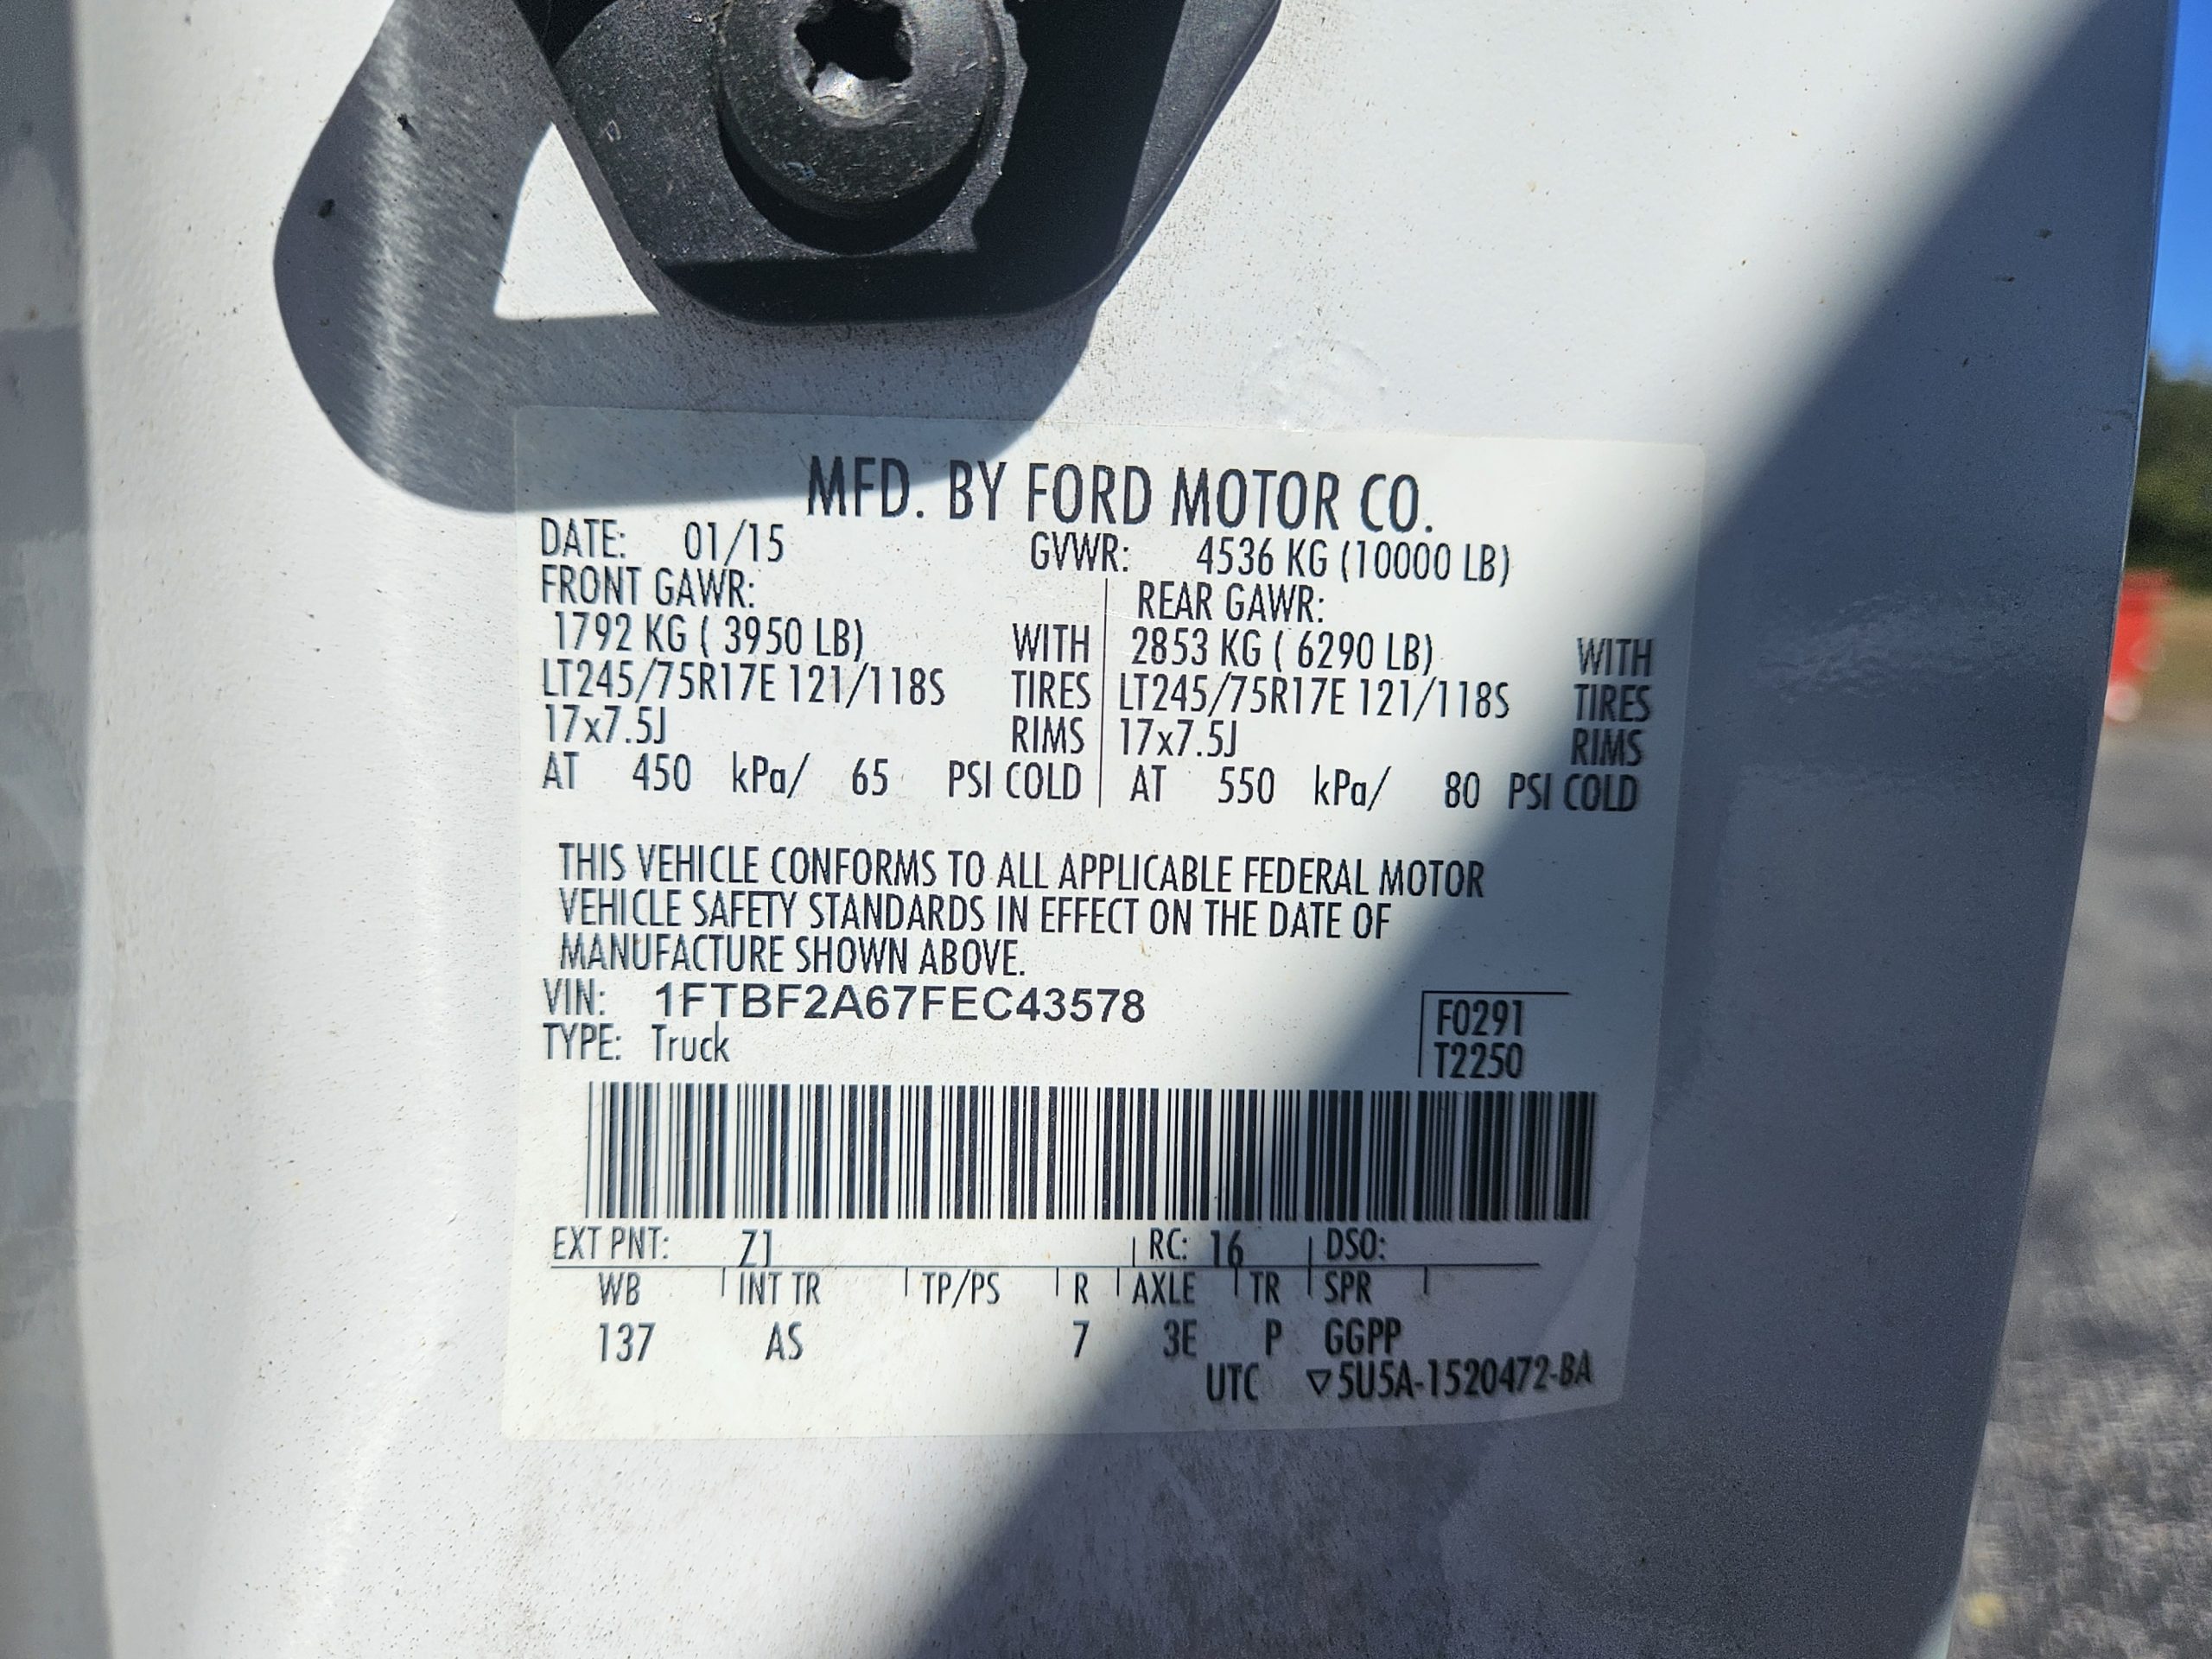 MFD. BY FORD MOTOR CO.
DATE: 01/15 GVWR: 4536 KG (10000 LB)
FRONT GAWR: REAR GAWR:
1792 KG ( 3950 LB) WITH 2853 KG ( 6290 LB) WITH
LT245/75R17E 121/118S TIRES LT245/75R17E 121/118S TIRES
17x7.5J RIMS 17x7.5J RIMS
AT 450 kPa/ 65 PSI COLD AT 550 kPa/ 80 PSI COLD
THIS VEHICLE CONFORMS TO ALL APPLICABLE FEDERAL MOTOR
VEHICLE SAFETY STANDARDS IN EFFECT ON THE DATE OF
MANUFACTURE SHOWN ABOVE.
VIN: 1FTBF2A67FEC43578 F0291
TYPE: Truck T2250
EXT PNT: Z1 RC: 16 DSO:
WB INT TR TP/PS R AXLE TR SPR
137 AS 7 3E P GGPP
UTC ▽5U5A-1520472-BA